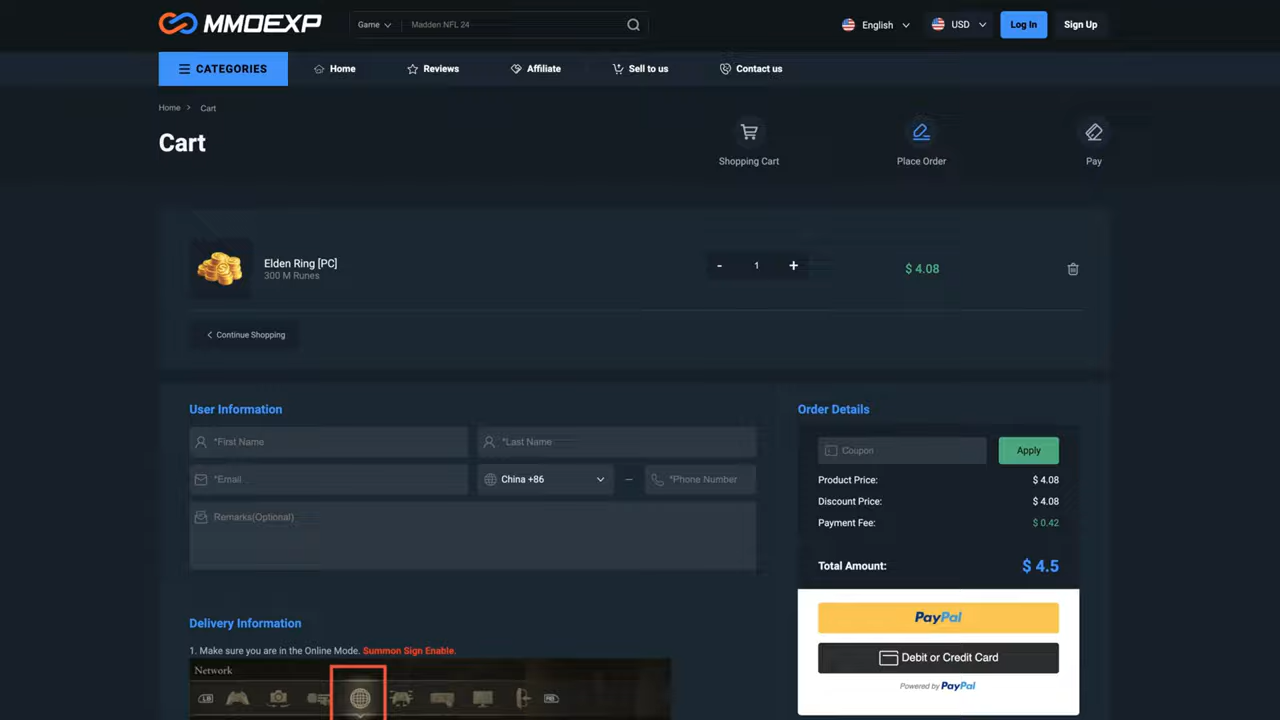 MMOEXP
Game
Madden NFL 24
English
USD
Log In
Sign Up
CATEGORIES
Home
Reviews
Affiliate
Sell to us
Contact us
Home > Cart
Cart
Shopping Cart
Place Order
Pay
Elden Ring [PC]
300 M Runes
- 1 +
$ 4.08
Continue Shopping
User Information
*First Name
*Last Name
*Email
China +86
*Phone Number
Remarks(Optional)
Order Details
Coupon
Apply
Product Price: $ 4.08
Discount Price: $ 4.08
Payment Fee: $ 0.42
Total Amount: $ 4.5
PayPal
Debit or Credit Card
Powered by PayPal
Delivery Information
1. Make sure you are in the Online Mode. Summon Sign Enable.
Network